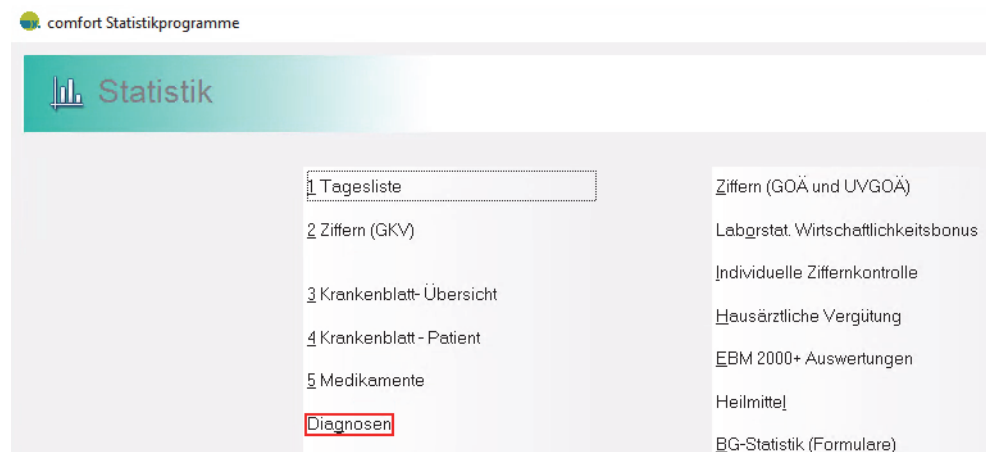 comfort Statistikprogramme
Statistik
1 Tagesliste
2 Ziffern (GKV)
3 Krankenblatt- Übersicht
4 Krankenblatt - Patient
5 Medikamente
Diagnosen
Ziffern (GOÄ und UVGOÄ)
Laborstat. Wirtschaftlichkeitsbonus
Individuelle Ziffernkontrolle
Hausärztliche Vergütung
EBM 2000+ Auswertungen
Heilmittel
BG-Statistik (Formulare)